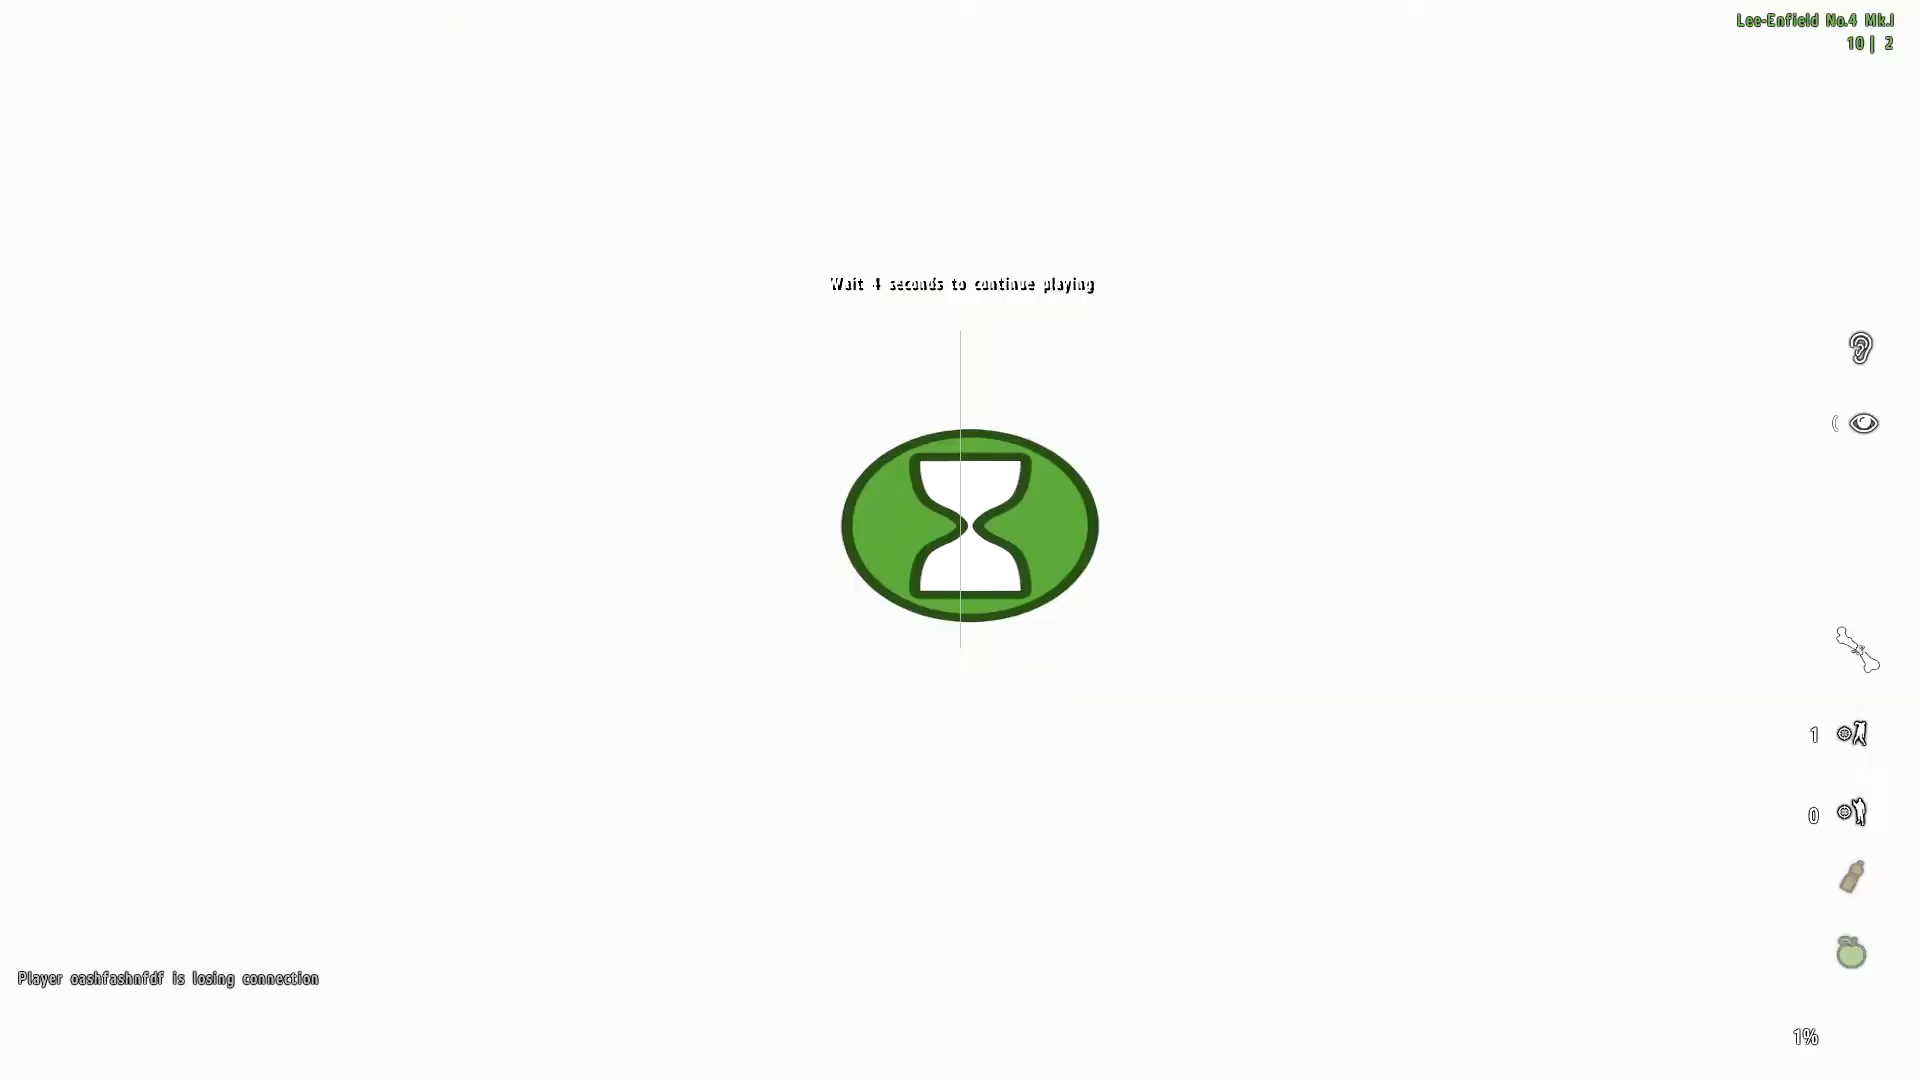 Lee-Enfield No.4 Mk.I
10 | 2
Wait 4 seconds to continue playing
1
0
Player oashfashnfdf is losing connection
1%